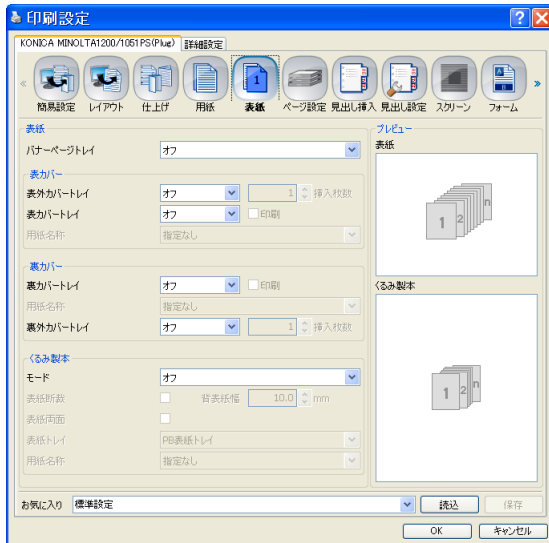 印刷設定
KONICA MINOLTA1200/1051PS(Plug) 詳細設定
« 簡易設定 レイアウト 仕上げ 用紙 表紙 ページ設定 見出し挿入 見出し設定 スクリーン フォーム »
表紙
バナーページトレイ オフ
表カバー
表外カバートレイ オフ 1 挿入枚数
表カバートレイ オフ 印刷
用紙名称 指定なし
裏カバー
裏カバートレイ オフ 印刷
用紙名称 指定なし
裏外カバートレイ オフ 1 挿入枚数
くるみ製本
モード オフ
表紙断裁 背表紙幅 10.0 mm
表紙両面
表紙トレイ PB表紙トレイ
用紙名称 指定なし
プレビュー
表紙
1 2 n
くるみ製本
1 2 n
お気に入り 標準設定 読込 保存
OK キャンセル